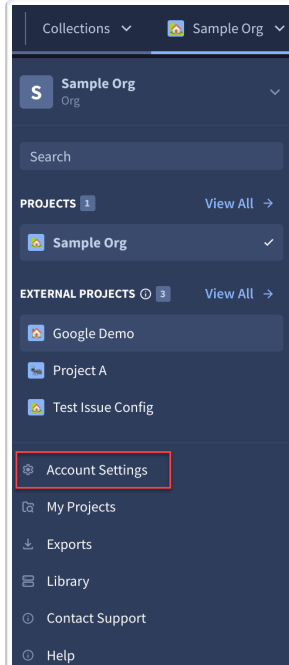 Collections Sample Org
S Sample Org
Org
Search
PROJECTS 1 View All →
Sample Org
EXTERNAL PROJECTS 3 View All →
Google Demo
Project A
Test Issue Config
Account Settings
My Projects
Exports
Library
Contact Support
Help